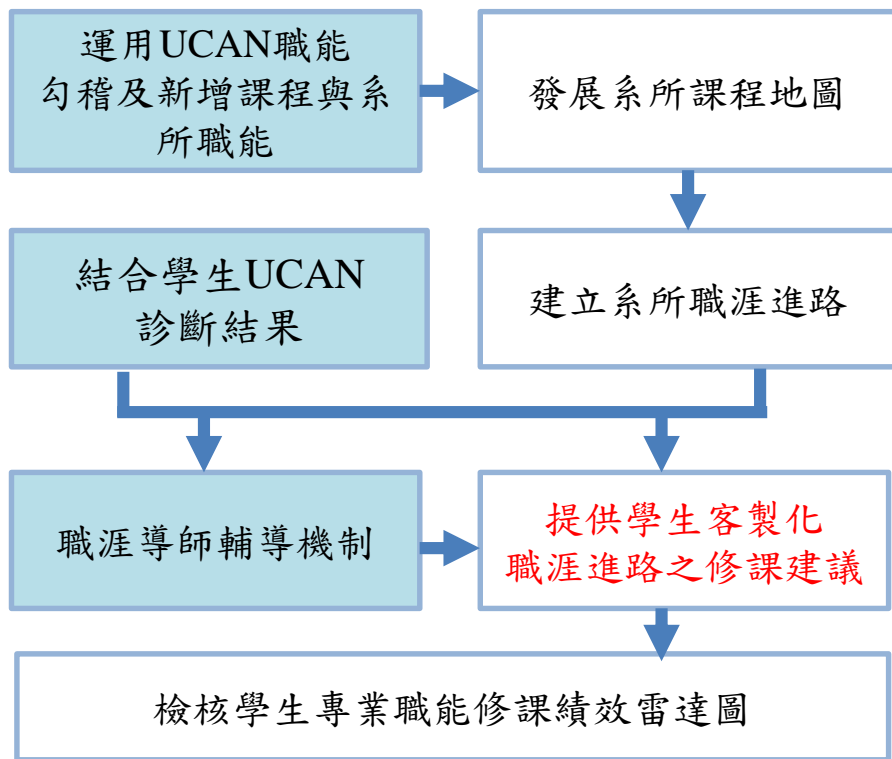 運用UCAN職能
勾稽及新增課程與系
所職能
發展系所課程地圖
結合學生UCAN
診斷結果
建立系所職涯進路
職涯導師輔導機制
提供學生客製化
職涯進路之修課建議
檢核學生專業職能修課績效雷達圖